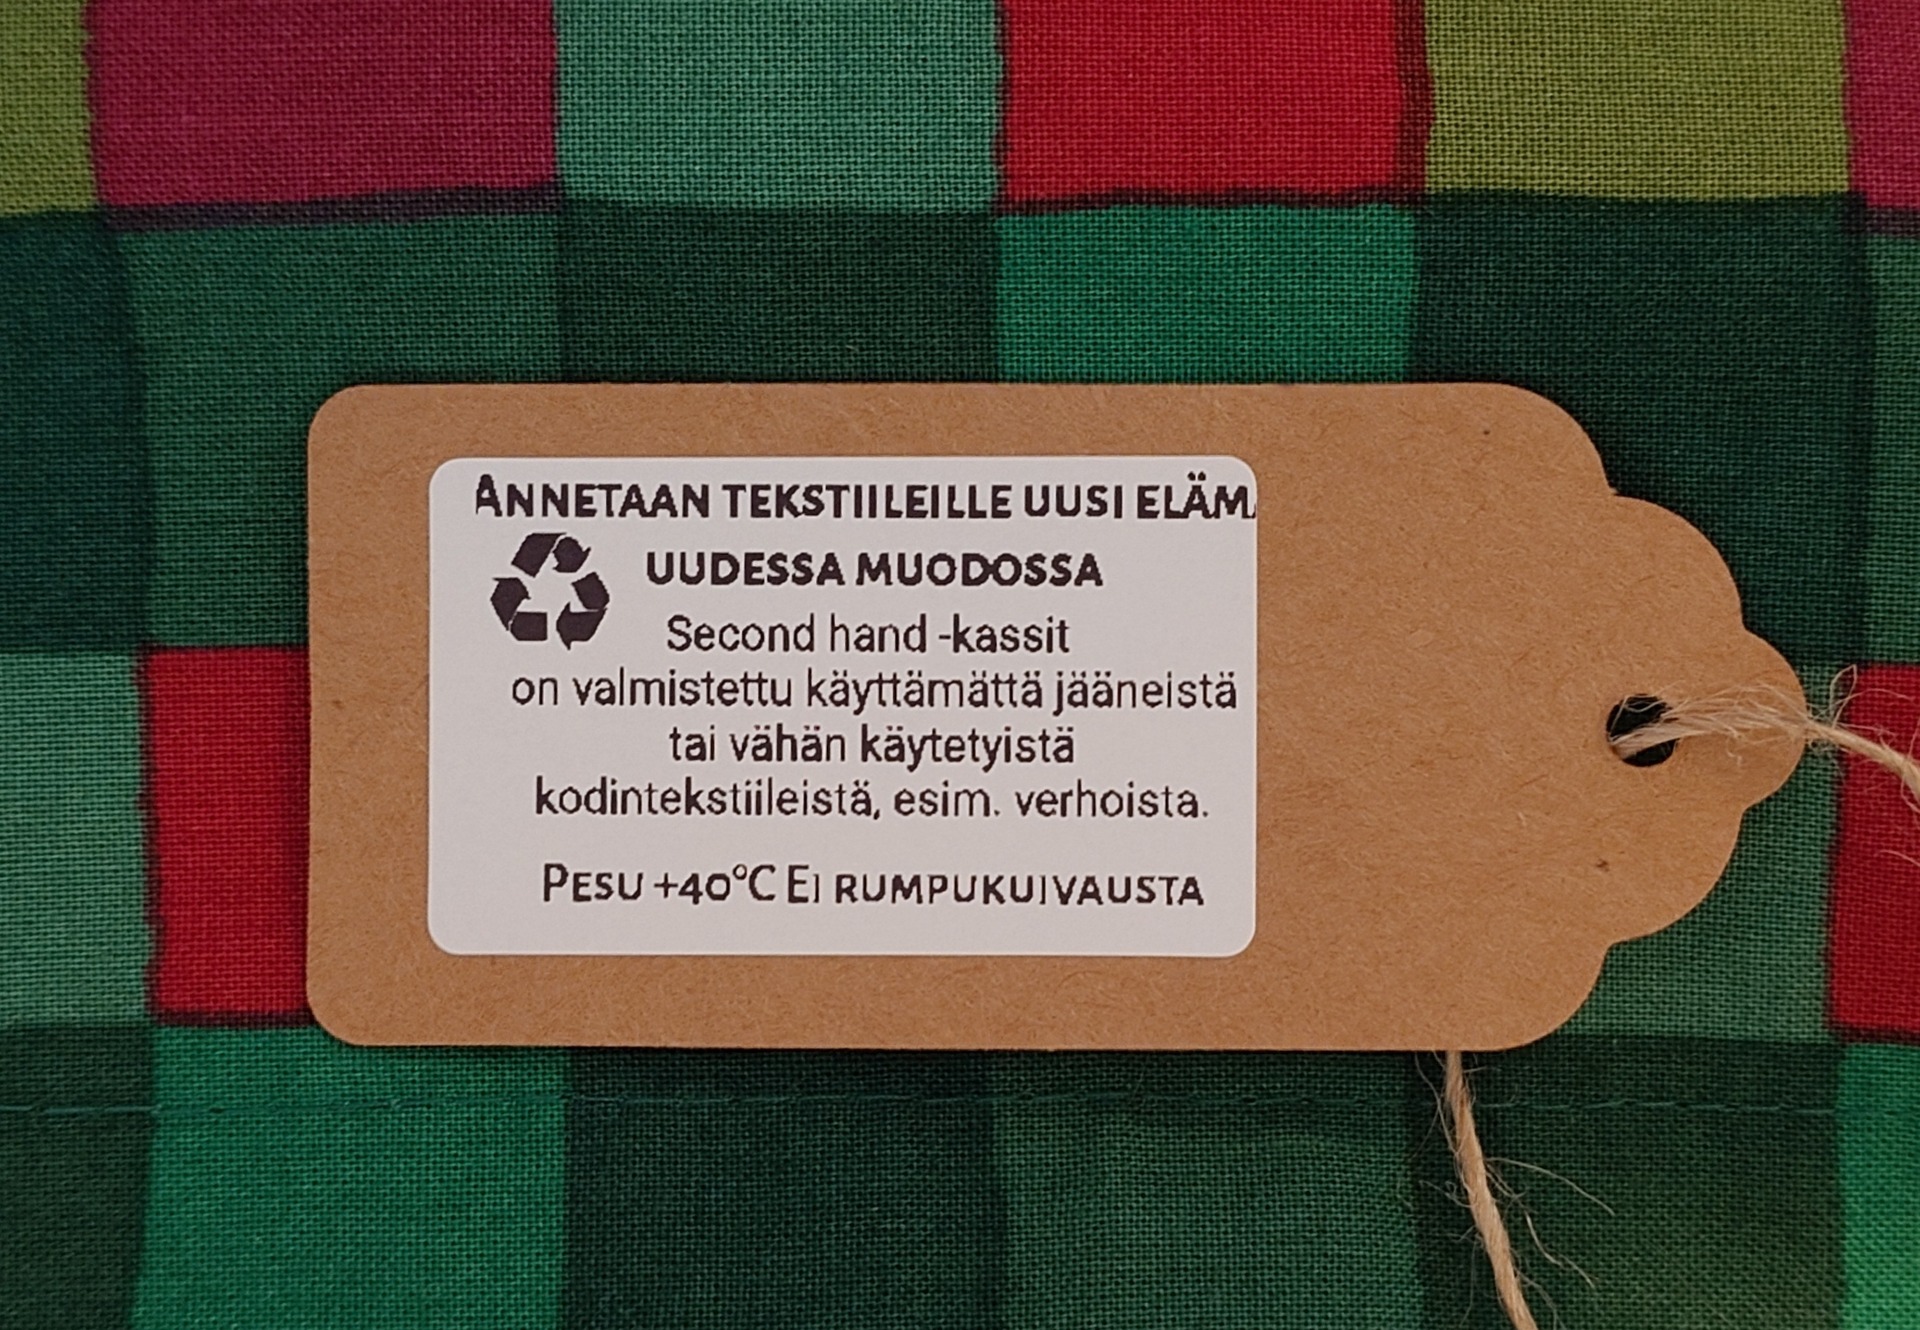 ANNETAAN TEKSTIILEILLE UUSI ELÄM
UUDESSA MUODOSSA
Second hand -kassit
on valmistettu käyttämättä jääneistä
tai vähän käytetyistä
kodintekstiileistä, esim. verhoista.
PESU +40°C EI RUMPUKUIVAUSTA